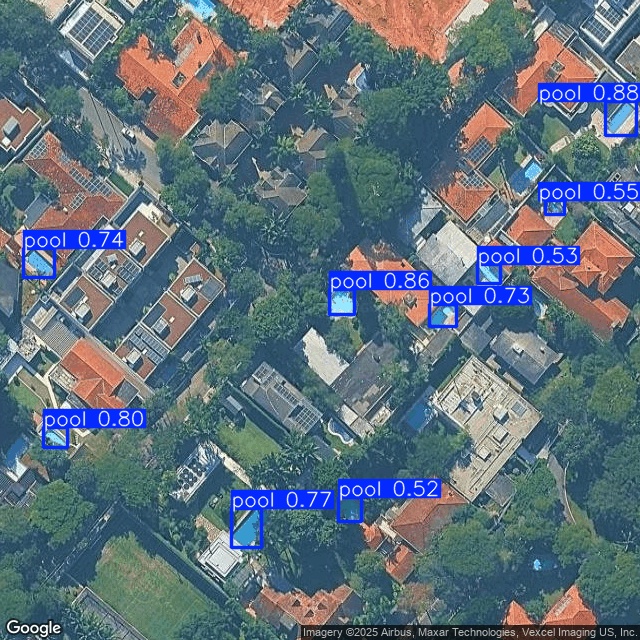 pool 0.88
pool 0.55
pool 0.74
pool 0.53
pool 0.86
pool 0.73
pool 0.80
pool 0.52
pool 0.77
Google
Imagery ©2025 Airbus, Maxar Technologies, Vexcel Imaging US, Inc.